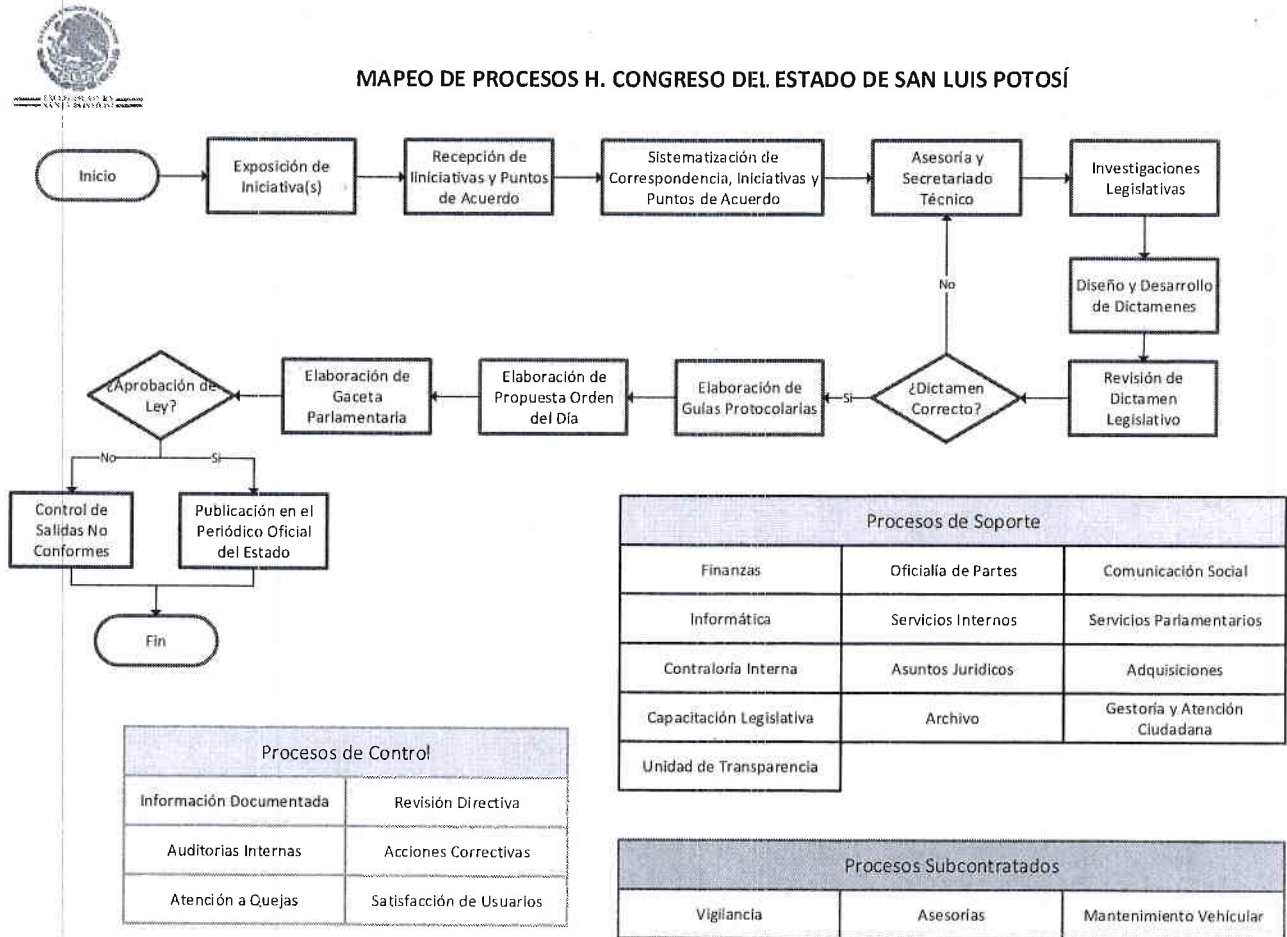 MAPEO DE PROCESOS H. CONGRESO DEL ESTADO DE SAN LUIS POTOSÍ
Inicio
Exposición de
Iniciativa(s)
Recepción de
Iiniciativas y Puntos
de Acuerdo
Sistematización de
Correspondencia, Iniciativas y
Puntos de Acuerdo
Asesoría y
Secretariado
Técnico
Investigaciones
Legislativas
No
Diseño y Desarrollo
de Dictamenes
¿Aprobación de
Ley?
Elaboración de
Gaceta
Parlamentaria
Elaboración de
Propuesta Orden
del Día
Elaboración de
Guías Protocolarias
Si
¿Dictamen
Correcto?
Revisión de
Dictamen
Legislativo
No
Si
Control de
Salidas No
Conformes
Publicación en el
Periódico Oficial
del Estado
Fin
Procesos de Soporte
Finanzas
Oficialía de Partes
Comunicación Social
Informática
Servicios Internos
Servicios Parlamentarios
Contraloría Interna
Asuntos Juridicos
Adquisiciones
Capacitación Legislativa
Archivo
Gestoría y Atención
Ciudadana
Unidad de Transparencia
Procesos de Control
Información Documentada
Revisión Directiva
Auditorias Internas
Acciones Correctivas
Atención a Quejas
Satisfacción de Usuarios
Procesos Subcontratados
Vigilancia
Asesorías
Mantenimiento Vehícular